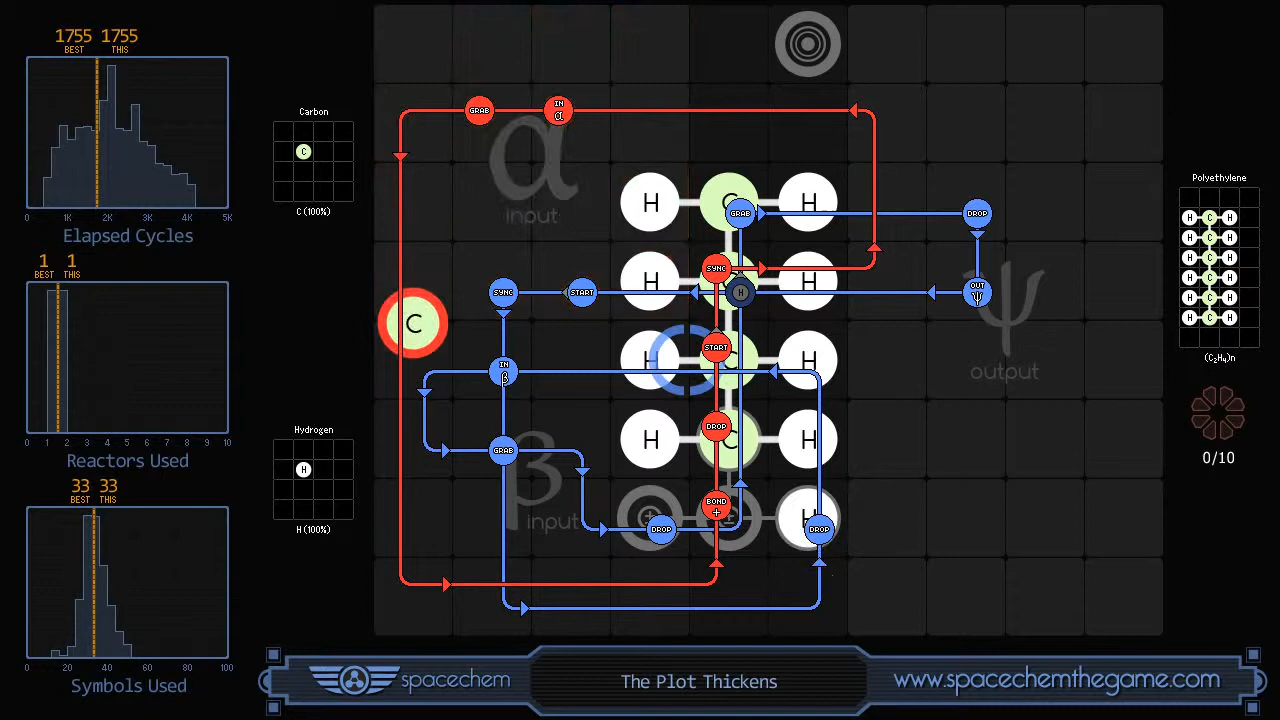 1755 1755
BEST THIS
0 1K 2K 3K 4K 5K
Elapsed Cycles
1 1
BEST THIS
0 1 2 3 4 5 6 7 8 9 10
Reactors Used
33 33
BEST THIS
0 20 40 60 80 100
Symbols Used
Carbon
C
C (100%)
Hydrogen
H
H (100%)
GRAB IN α
α
input
H C H
GRAB DROP
SYNC
H H
SYNC START H OUT ψ
ψ
output
C
START
H C H
IN β
DROP
H C H
GRAB
β
input
BOND +
DROP H DROP
Polyethylene
H C H
H C H
H C H
H C H
H C H
H C H
(C₂H₄)n
0/10
spacechem
The Plot Thickens
www.spacechemthegame.com